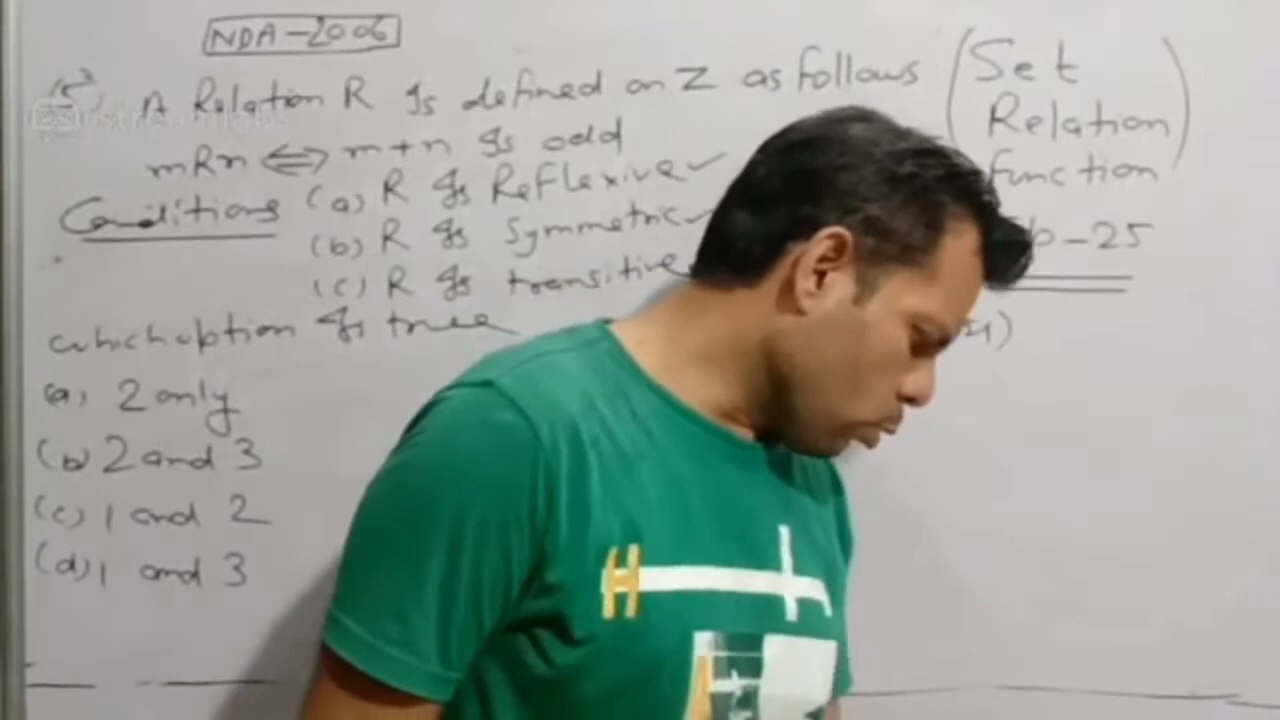 NDA-2006
A Relation R Is defined on Z as follows
mRn ⟺ m+n Is odd
Conditions (a) R Is Reflexive ✓
(b) R Is Symmetric
(c) R Is transitive
which option Is true
(a) 2 only
(b) 2 and 3
(c) 1 and 2
(d) 1 and 3
(Set
Relation
function)
-25
H